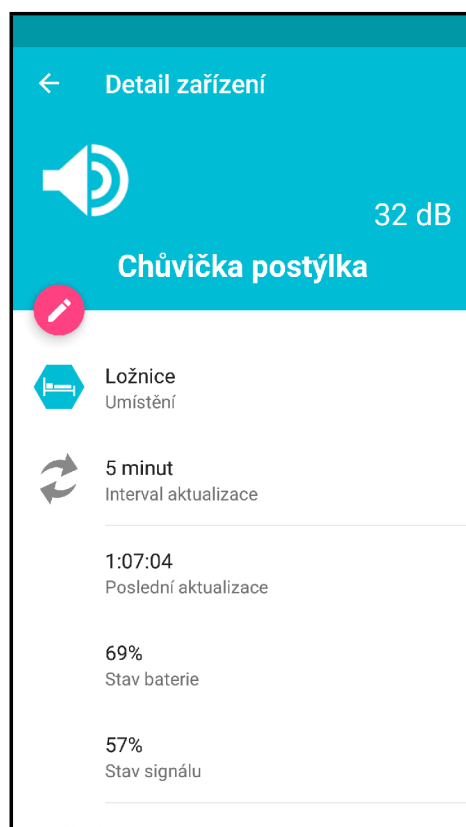 Detail zařízení
32 dB
Chůvička postýlka
Ložnice
Umístění
5 minut
Interval aktualizace
1:07:04
Poslední aktualizace
69%
Stav baterie
57%
Stav signálu